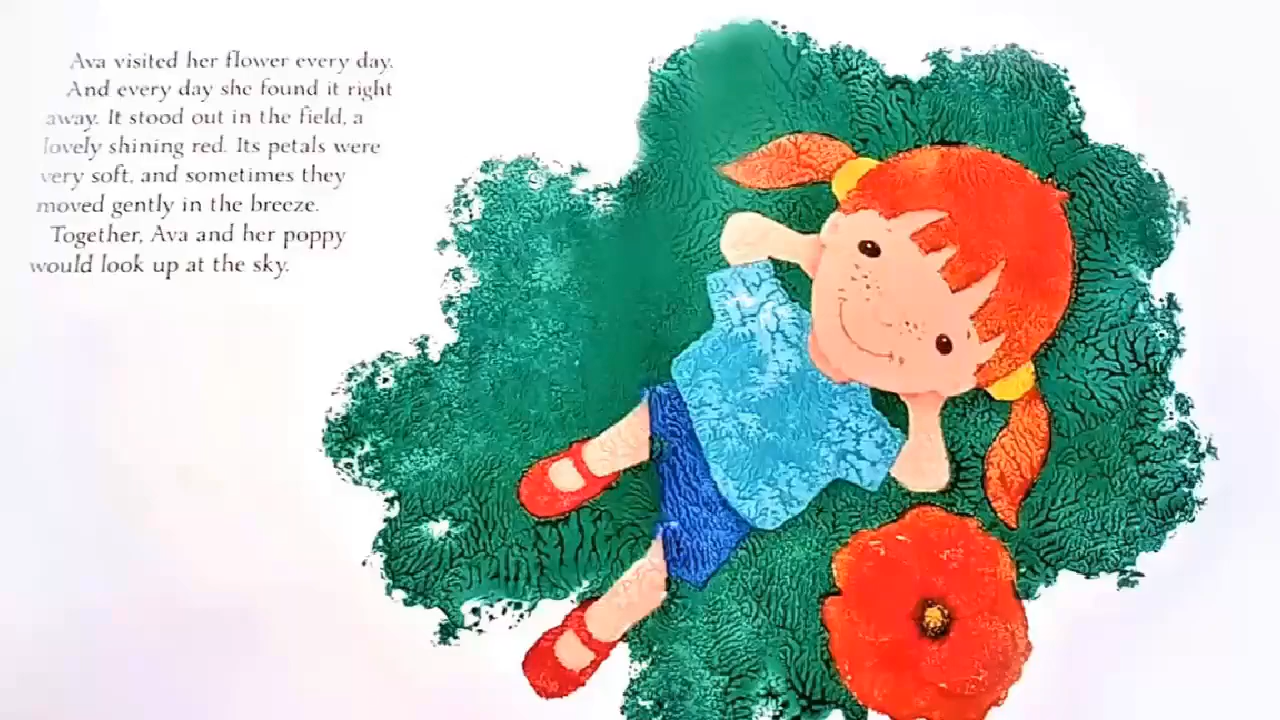 Ava visited her flower every day.
And every day she found it right
away. It stood out in the field, a
lovely shining red. Its petals were
very soft, and sometimes they
moved gently in the breeze.
Together, Ava and her poppy
would look up at the sky.